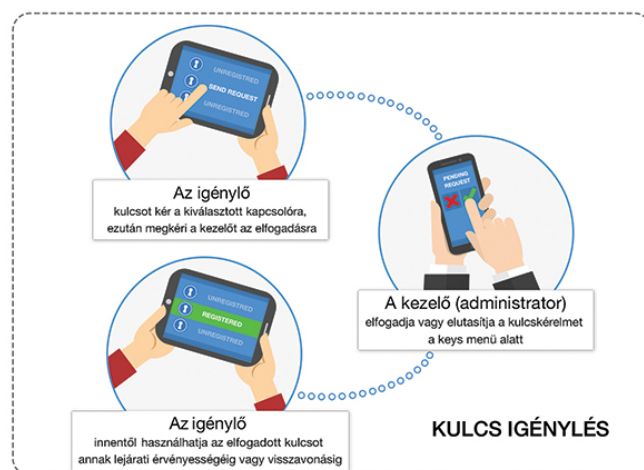 UNREGISTRED
SEND REQUEST
UNREGISTRED
Az igénylő
kulcsot kér a kiválasztott kapcsolóra,
ezután megkéri a kezelőt az elfogadásra
PENDING
REQUEST
A kezelő (administrator)
elfogadja vagy elutasítja a kulcskérelmet
a keys menü alatt
UNREGISTRED
REGISTERED
UNREGISTRED
Az igénylő
innentől használhatja az elfogadott kulcsot
annak lejárati érvényességéig vagy visszavonásig
KULCS IGÉNYLÉS